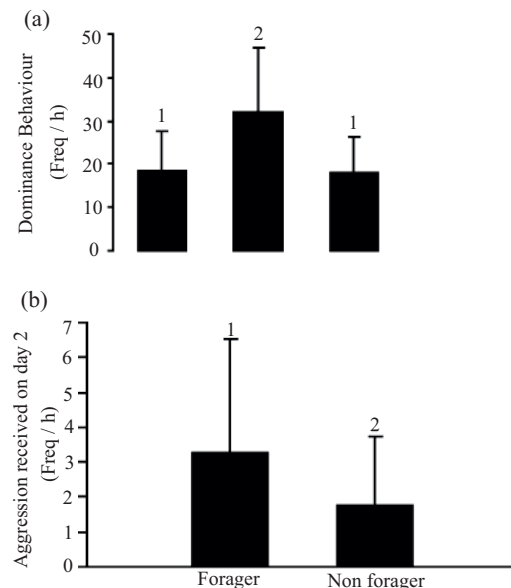 (a)
Dominance Behaviour
(Freq / h)
50
40
30
20
10
0
1
2
1
(b)
Aggression received on day 2
(Freq / h)
7
6
5
4
3
2
1
0
1
2
Forager
Non forager